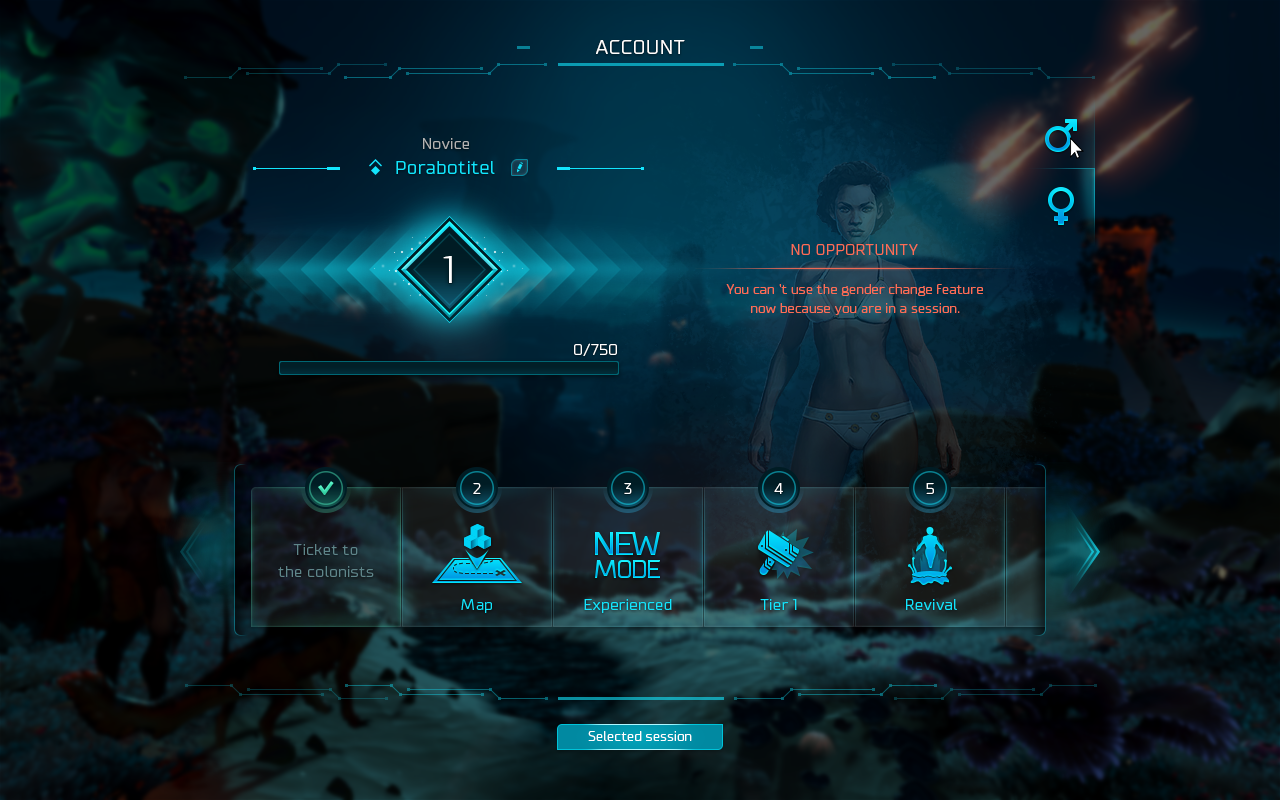 ACCOUNT
Novice
Porabotitel
1
0/750
NO OPPORTUNITY
You can 't use the gender change feature
now because you are in a session.
2
3
4
5
Ticket to
the colonists
NEW
MODE
Map
Experienced
Tier 1
Revival
Selected session